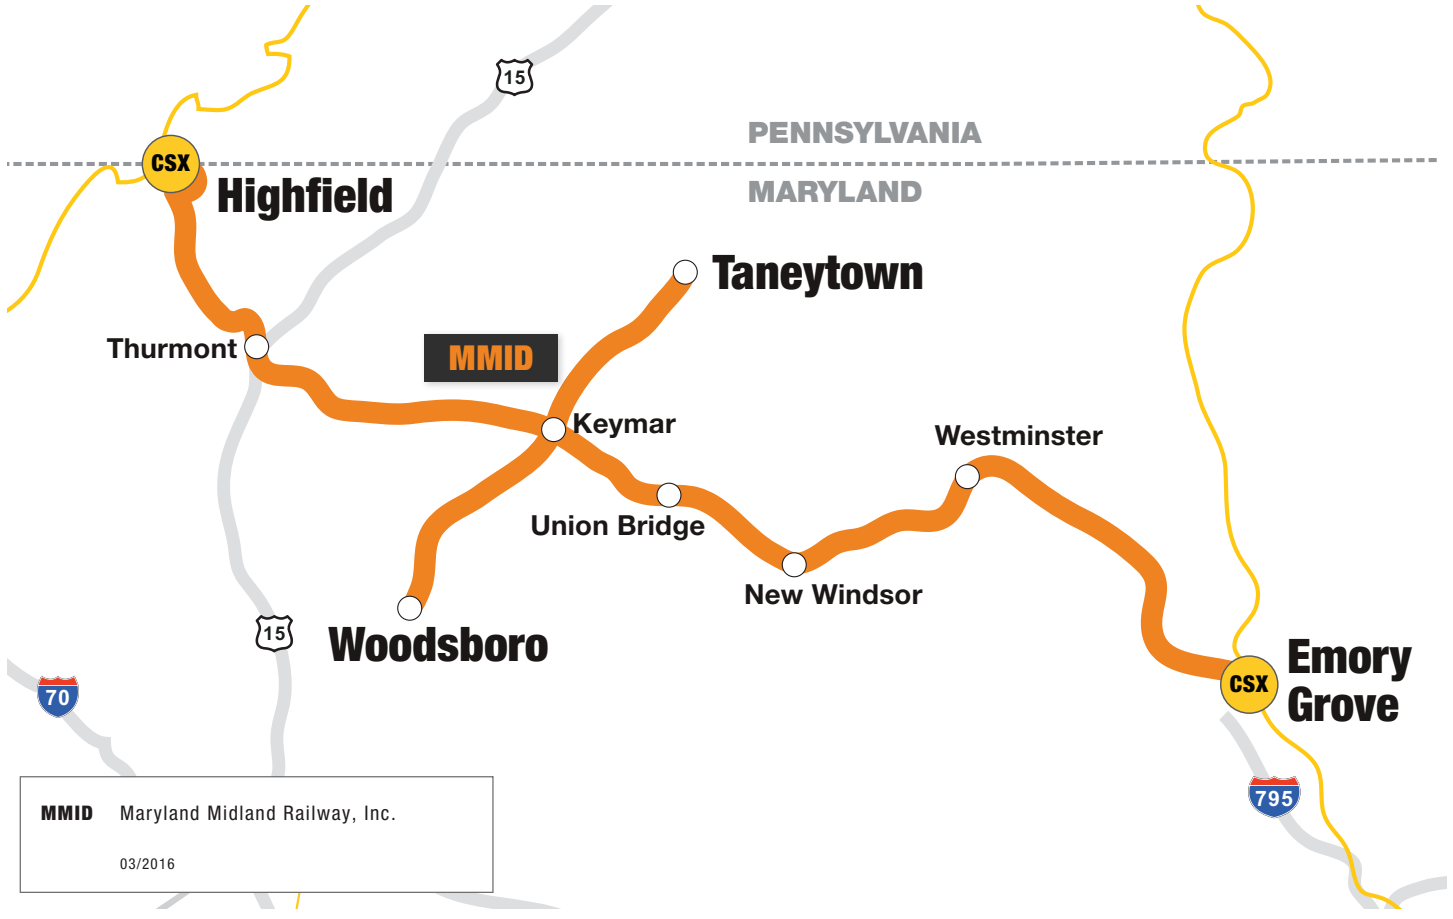 15
PENNSYLVANIA
CSX
MARYLAND
Highfield
Taneytown
Thurmont
MMID
Keymar
Westminster
Union Bridge
New Windsor
15
Woodsboro
Emory
Grove
CSX
70
795
MMID Maryland Midland Railway, Inc.
03/2016